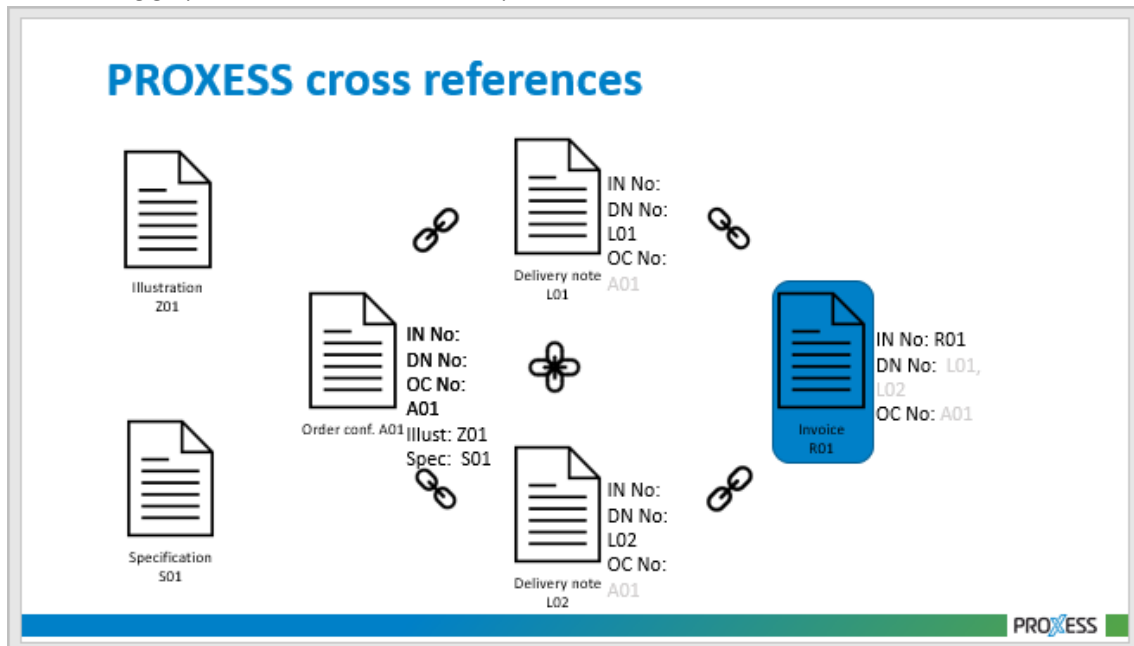 PROXESS cross references
Illustration
Z01
Specification
S01
Order conf. A01
IN No:
DN No:
OC No:
A01
Illust: Z01
Spec: S01
Delivery note
L01
IN No:
DN No:
L01
OC No:
A01
Delivery note
L02
IN No:
DN No:
L02
OC No:
A01
Invoice
R01
IN No: R01
DN No: L01,
L02
OC No: A01
PROXESS